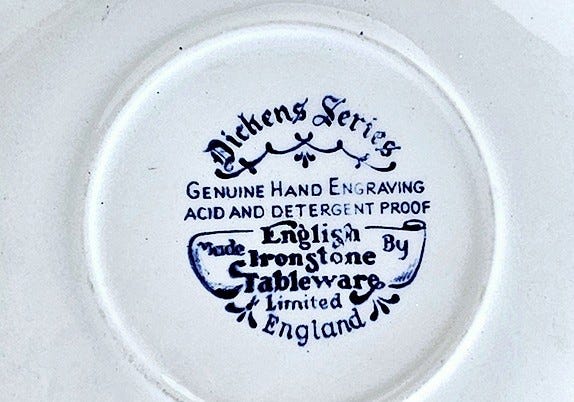 Dickens Series
GENUINE HAND ENGRAVING
ACID AND DETERGENT PROOF
Made English By
Ironstone
Tableware
Limited
England